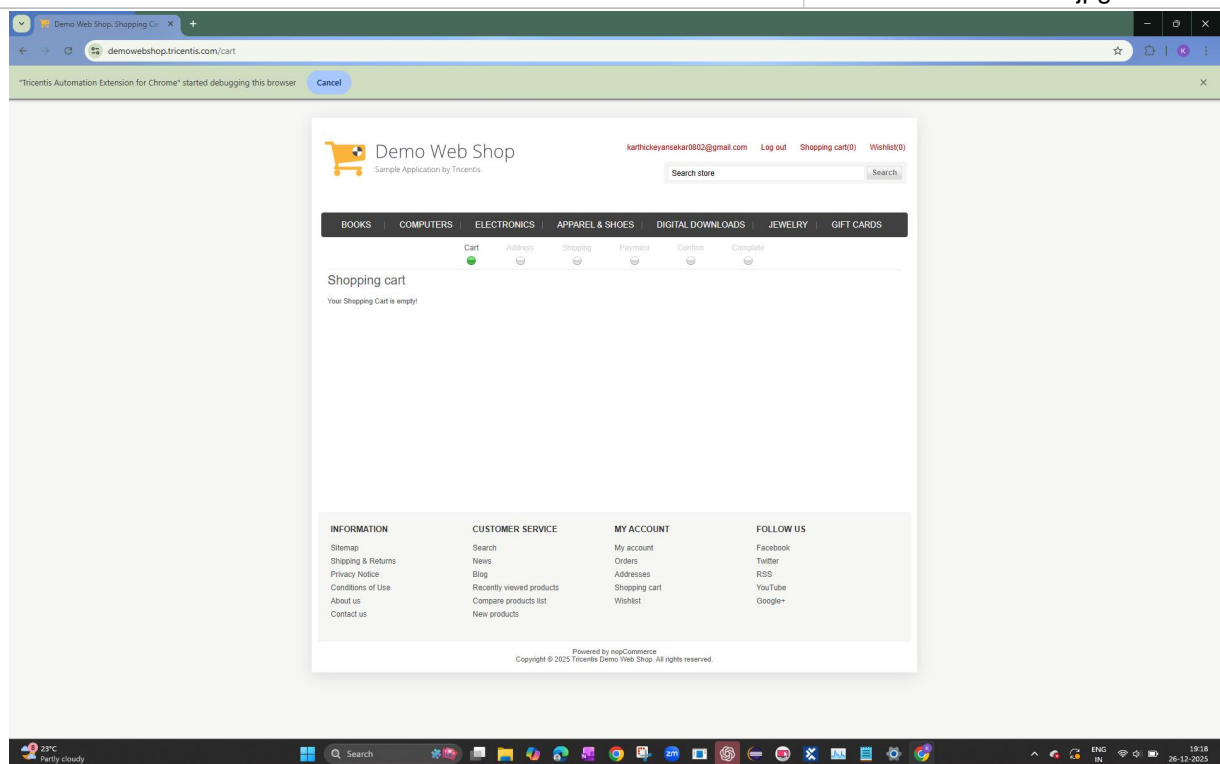 .jpg
Demo Web Shop. Shopping Ca
demowebshop.tricentis.com/cart
K
"Tricentis Automation Extension for Chrome" started debugging this browser Cancel
Demo Web Shop
Sample Application by Tricentis
karthickeyansekar0802@gmail.com Log out Shopping cart(0) Wishlist(0)
Search store Search
BOOKS COMPUTERS ELECTRONICS APPAREL & SHOES DIGITAL DOWNLOADS JEWELRY GIFT CARDS
Cart Address Shipping Payment Confirm Complete
Shopping cart
Your Shopping Cart is empty!
INFORMATION
Sitemap
Shipping & Returns
Privacy Notice
Conditions of Use
About us
Contact us
CUSTOMER SERVICE
Search
News
Blog
Recently viewed products
Compare products list
New products
MY ACCOUNT
My account
Orders
Addresses
Shopping cart
Wishlist
FOLLOW US
Facebook
Twitter
RSS
YouTube
Google+
Powered by nopCommerce
Copyright © 2025 Tricentis Demo Web Shop. All rights reserved.
23°C
Partly cloudy
Search
zm
ENG
IN
19:18
26-12-2025